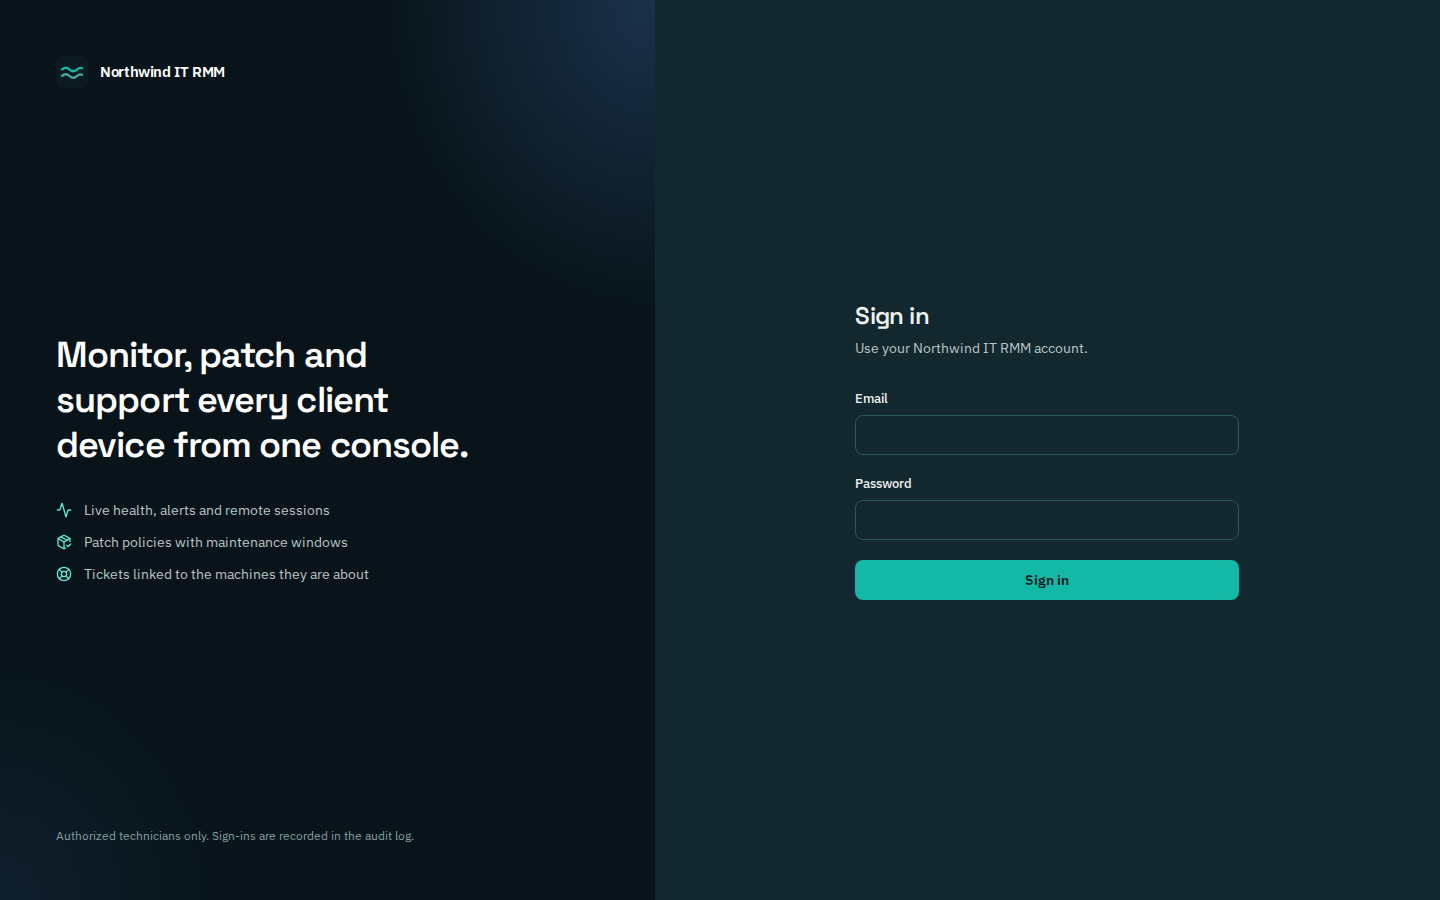 Northwind IT RMM
Monitor, patch and
support every client
device from one console.
Live health, alerts and remote sessions
Patch policies with maintenance windows
Tickets linked to the machines they are about
Authorized technicians only. Sign-ins are recorded in the audit log.
Sign in
Use your Northwind IT RMM account.
Email
Password
Sign in